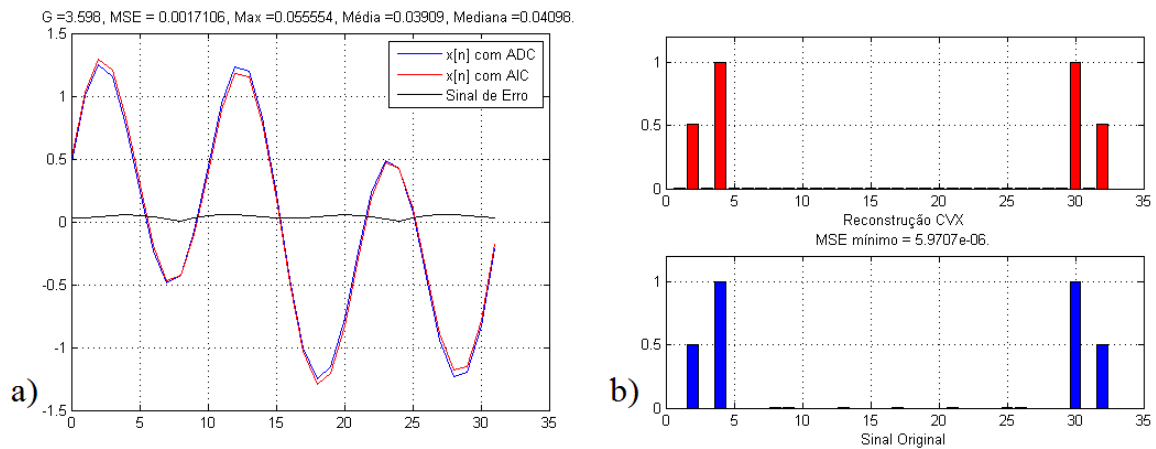 G =3.598, MSE = 0.0017106, Max =0.055554, Média =0.03909, Mediana =0.04098.
1.5
1
0.5
0
-0.5
-1
-1.5
0 5 10 15 20 25 30 35
x[n] com ADC
x[n] com AIC
Sinal de Erro
a)
1
0.5
0
0 5 10 15 20 25 30 35
Reconstrução CVX
MSE mínimo = 5.9707e-06.
1
0.5
0
0 5 10 15 20 25 30 35
Sinal Original
b)